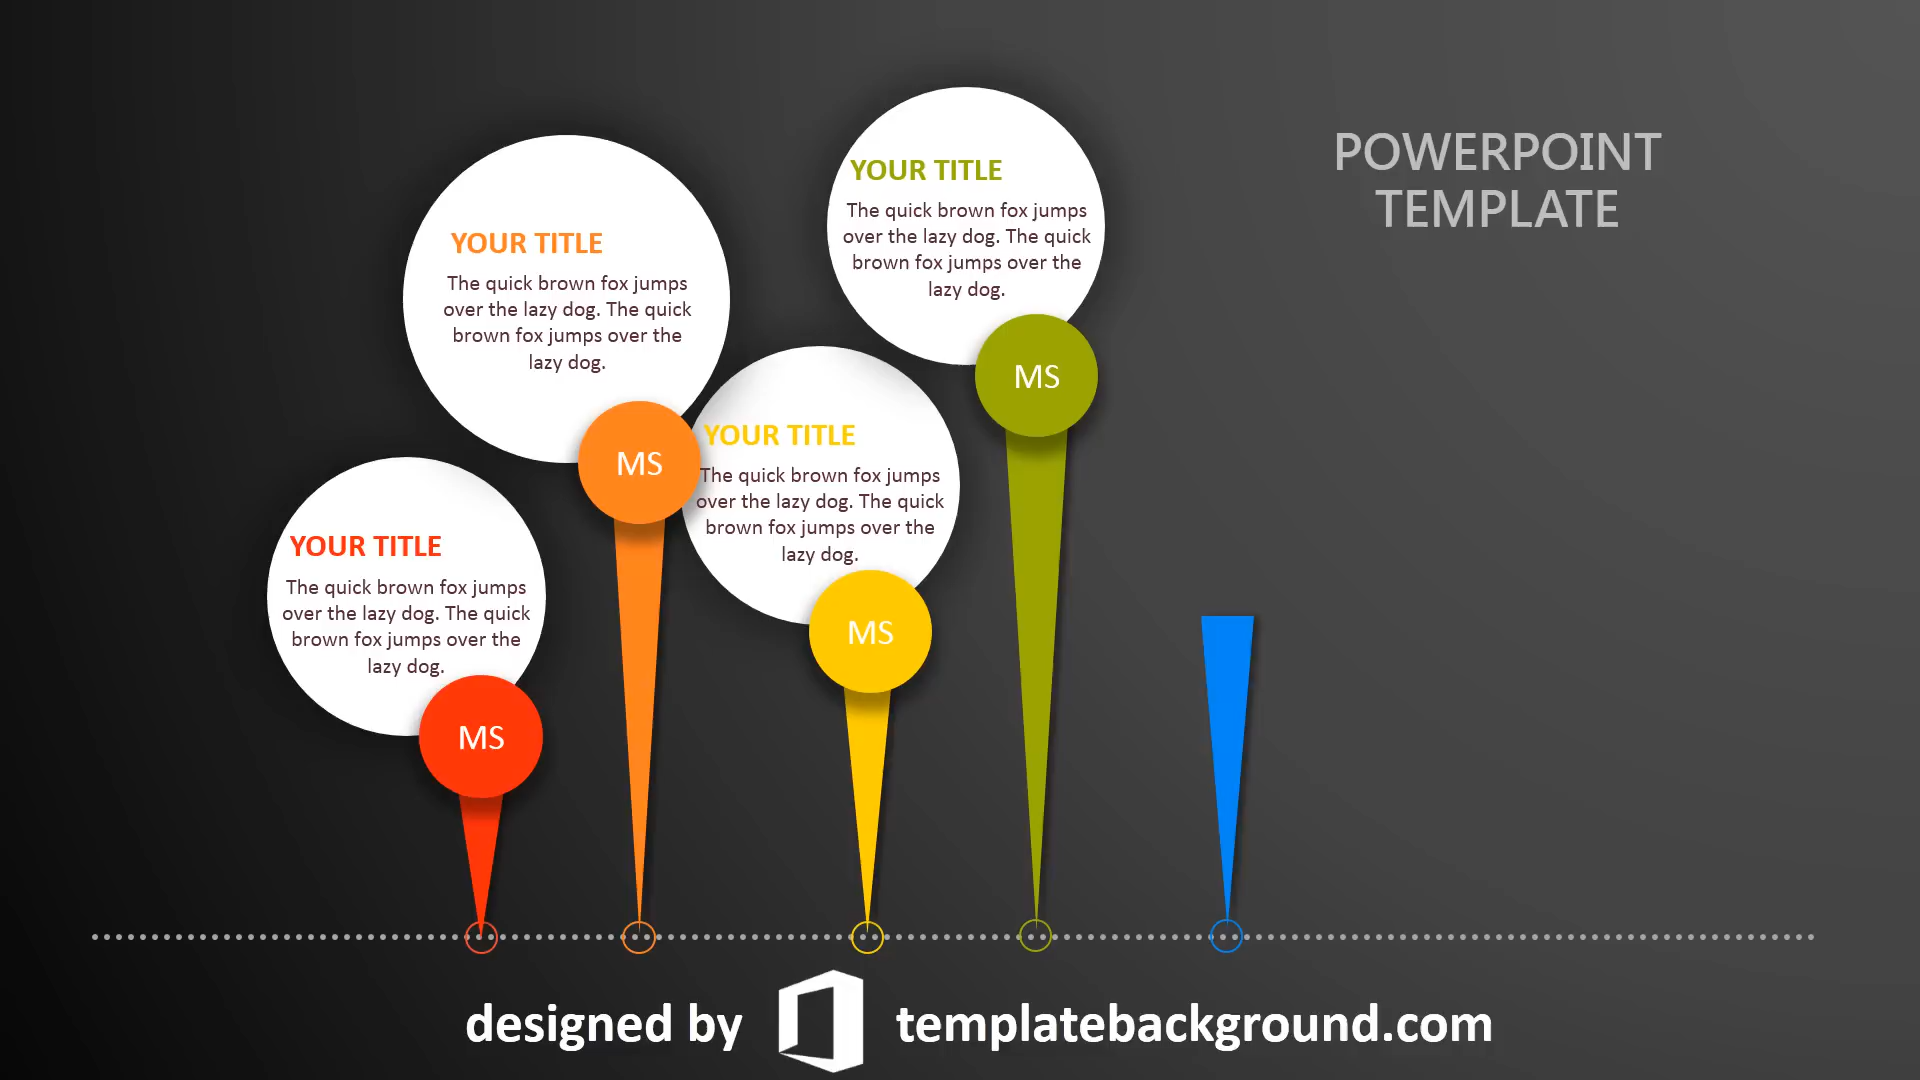 POWERPOINT
TEMPLATE
YOUR TITLE
The quick brown fox jumps
over the lazy dog. The quick
brown fox jumps over the
lazy dog.
MS
YOUR TITLE
The quick brown fox jumps
over the lazy dog. The quick
brown fox jumps over the
lazy dog.
MS
YOUR TITLE
The quick brown fox jumps
over the lazy dog. The quick
brown fox jumps over the
lazy dog.
MS
YOUR TITLE
The quick brown fox jumps
over the lazy dog. The quick
brown fox jumps over the
lazy dog.
MS
designed by templatebackground.com